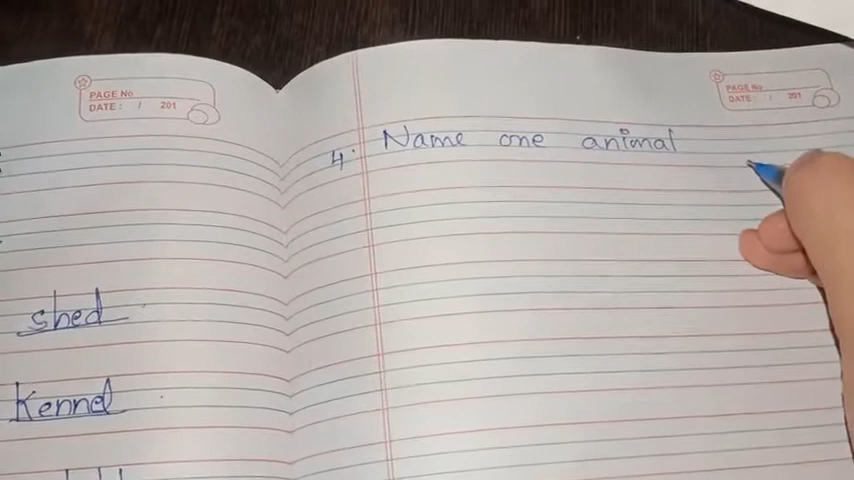 PAGE No
DATE : / 201
shed
Kennel
PAGE No
DATE : / 201
4. Name one animal